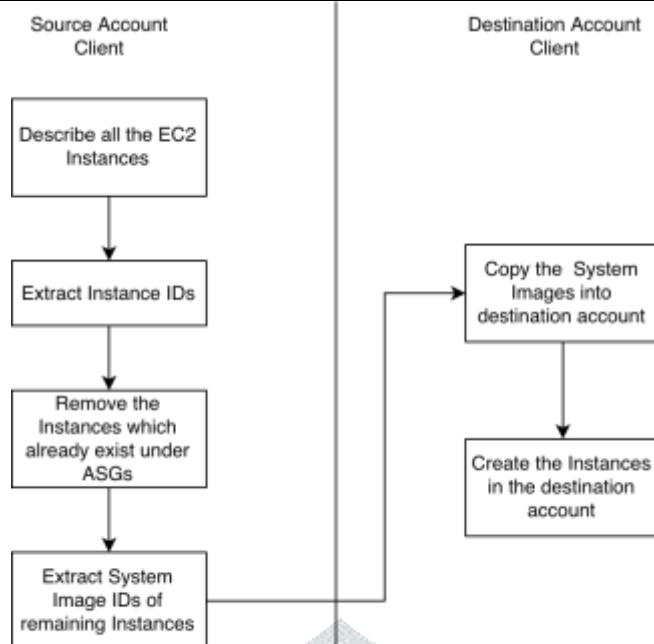 Source Account
Client
Destination Account
Client
Describe all the EC2
Instances
Extract Instance IDs
Remove the
Instances which
already exist under
ASGs
Extract System
Image IDs of
remaining Instances
Copy the System
Images into
destination account
Create the Instances
in the destination
account